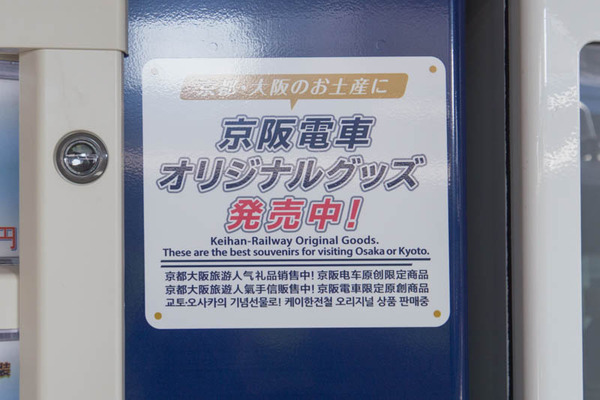 京都・大阪のお土産に
京阪電車
オリジナルグッズ
発売中!
Keihan-Railway Original Goods.
These are the best souvenirs for visiting Osaka or Kyoto.
京都大阪旅游人气礼品销售中! 京阪电车原创限定商品
京都大阪旅遊人氣手信販售中! 京阪電車限定原創商品
교토·오사카의 기념선물로! 케이한전철 오리지널 상품 판매중
円
装